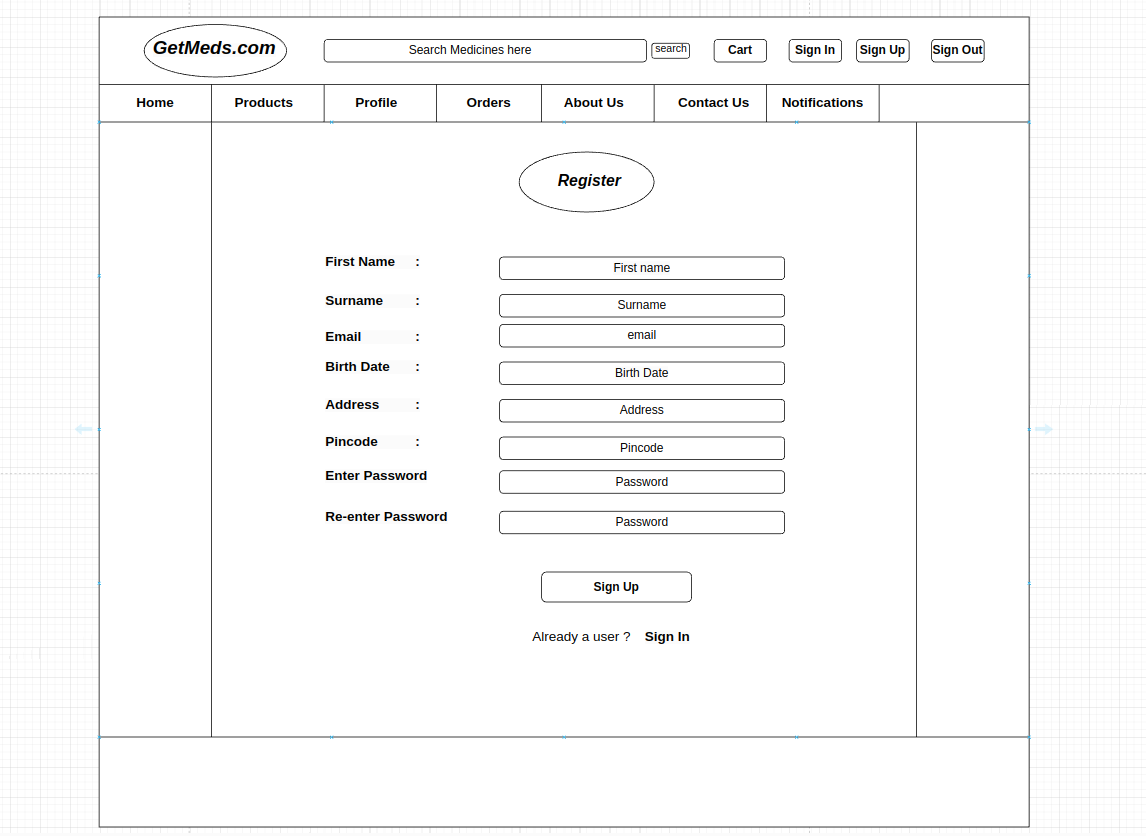 GetMeds.com
Search Medicines here
search
Cart
Sign In
Sign Up
Sign Out
Home
Products
Profile
Orders
About Us
Contact Us
Notifications
Register
First Name :
First name
Surname :
Surname
Email :
email
Birth Date :
Birth Date
Address :
Address
Pincode :
Pincode
Enter Password
Password
Re-enter Password
Password
Sign Up
Already a user ? Sign In